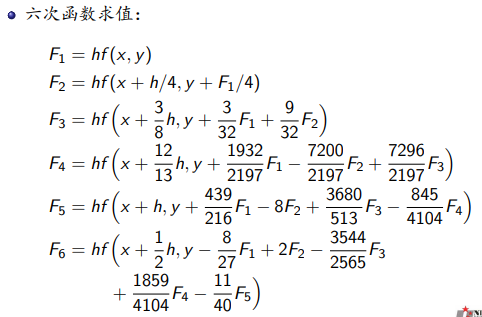 六次函数求值：
F₁ = hf(x, y)
F₂ = hf(x + h/4, y + F₁/4)
F₃ = hf(x + 3/8 h, y + 3/32 F₁ + 9/32 F₂)
F₄ = hf(x + 12/13 h, y + 1932/2197 F₁ − 7200/2197 F₂ + 7296/2197 F₃)
F₅ = hf(x + h, y + 439/216 F₁ − 8F₂ + 3680/513 F₃ − 845/4104 F₄)
F₆ = hf(x + 1/2 h, y − 8/27 F₁ + 2F₂ − 3544/2565 F₃
+ 1859/4104 F₄ − 11/40 F₅)